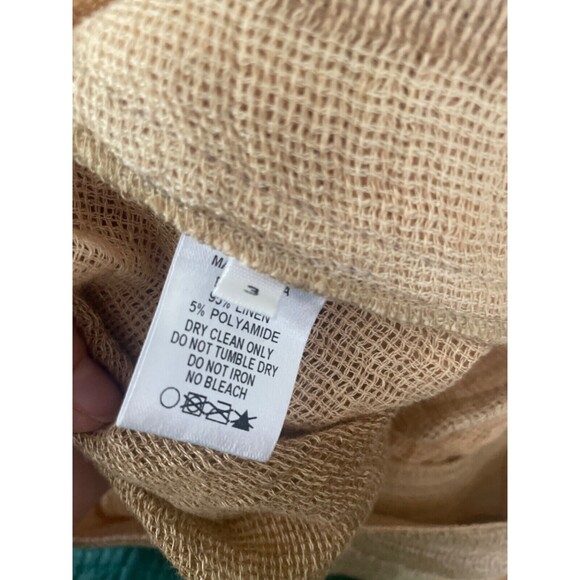 3
95% LINEN
5% POLYAMIDE
DRY CLEAN ONLY
DO NOT TUMBLE DRY
DO NOT IRON
NO BLEACH